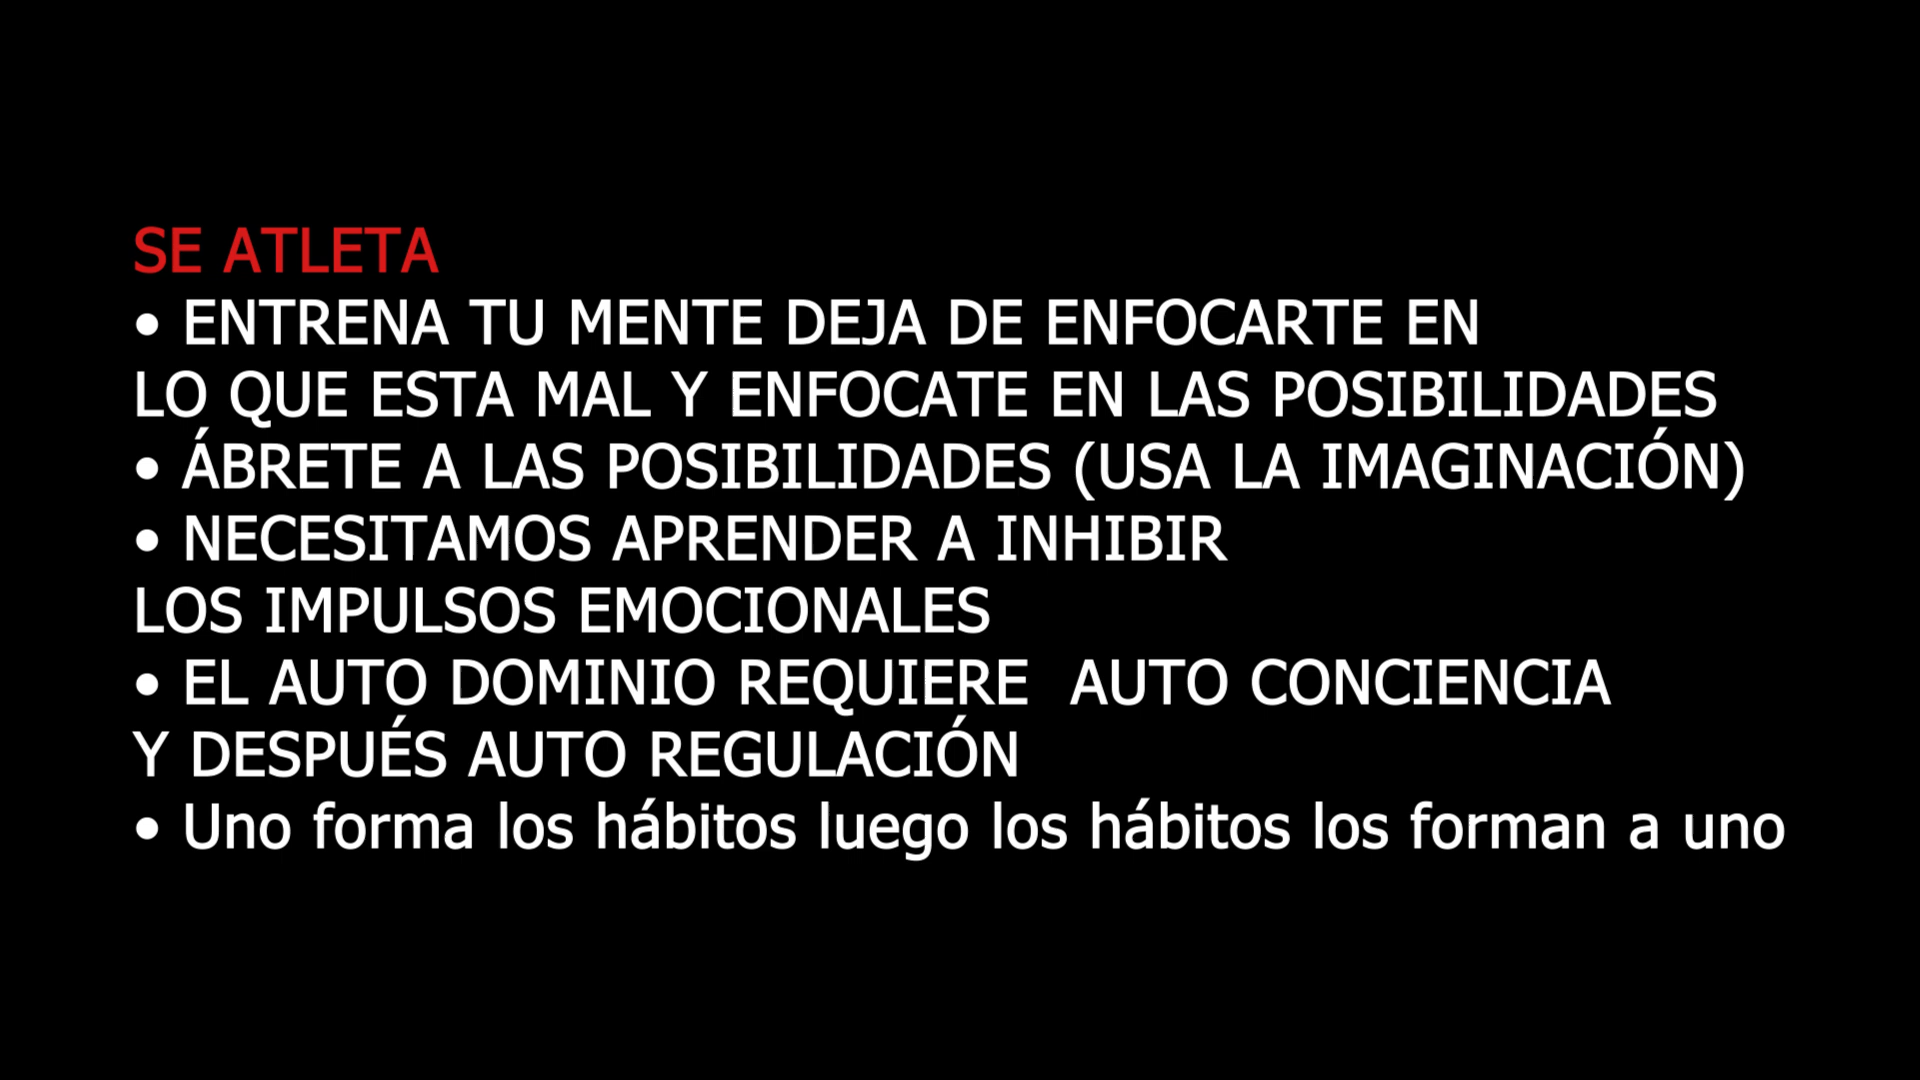 SE ATLETA
• ENTRENA TU MENTE DEJA DE ENFOCARTE EN
LO QUE ESTA MAL Y ENFOCATE EN LAS POSIBILIDADES
• ÁBRETE A LAS POSIBILIDADES (USA LA IMAGINACIÓN)
• NECESITAMOS APRENDER A INHIBIR
LOS IMPULSOS EMOCIONALES
• EL AUTO DOMINIO REQUIERE  AUTO CONCIENCIA
Y DESPUÉS AUTO REGULACIÓN
• Uno forma los hábitos luego los hábitos los forman a uno